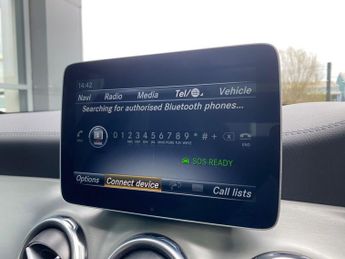 14:42
Navi Radio Media Tel/ Vehicle
Searching for authorised Bluetooth phones...
0 1 2 3 4 5 6 7 8 9 * # +
END
SOS READY
Options Connect device Call lists